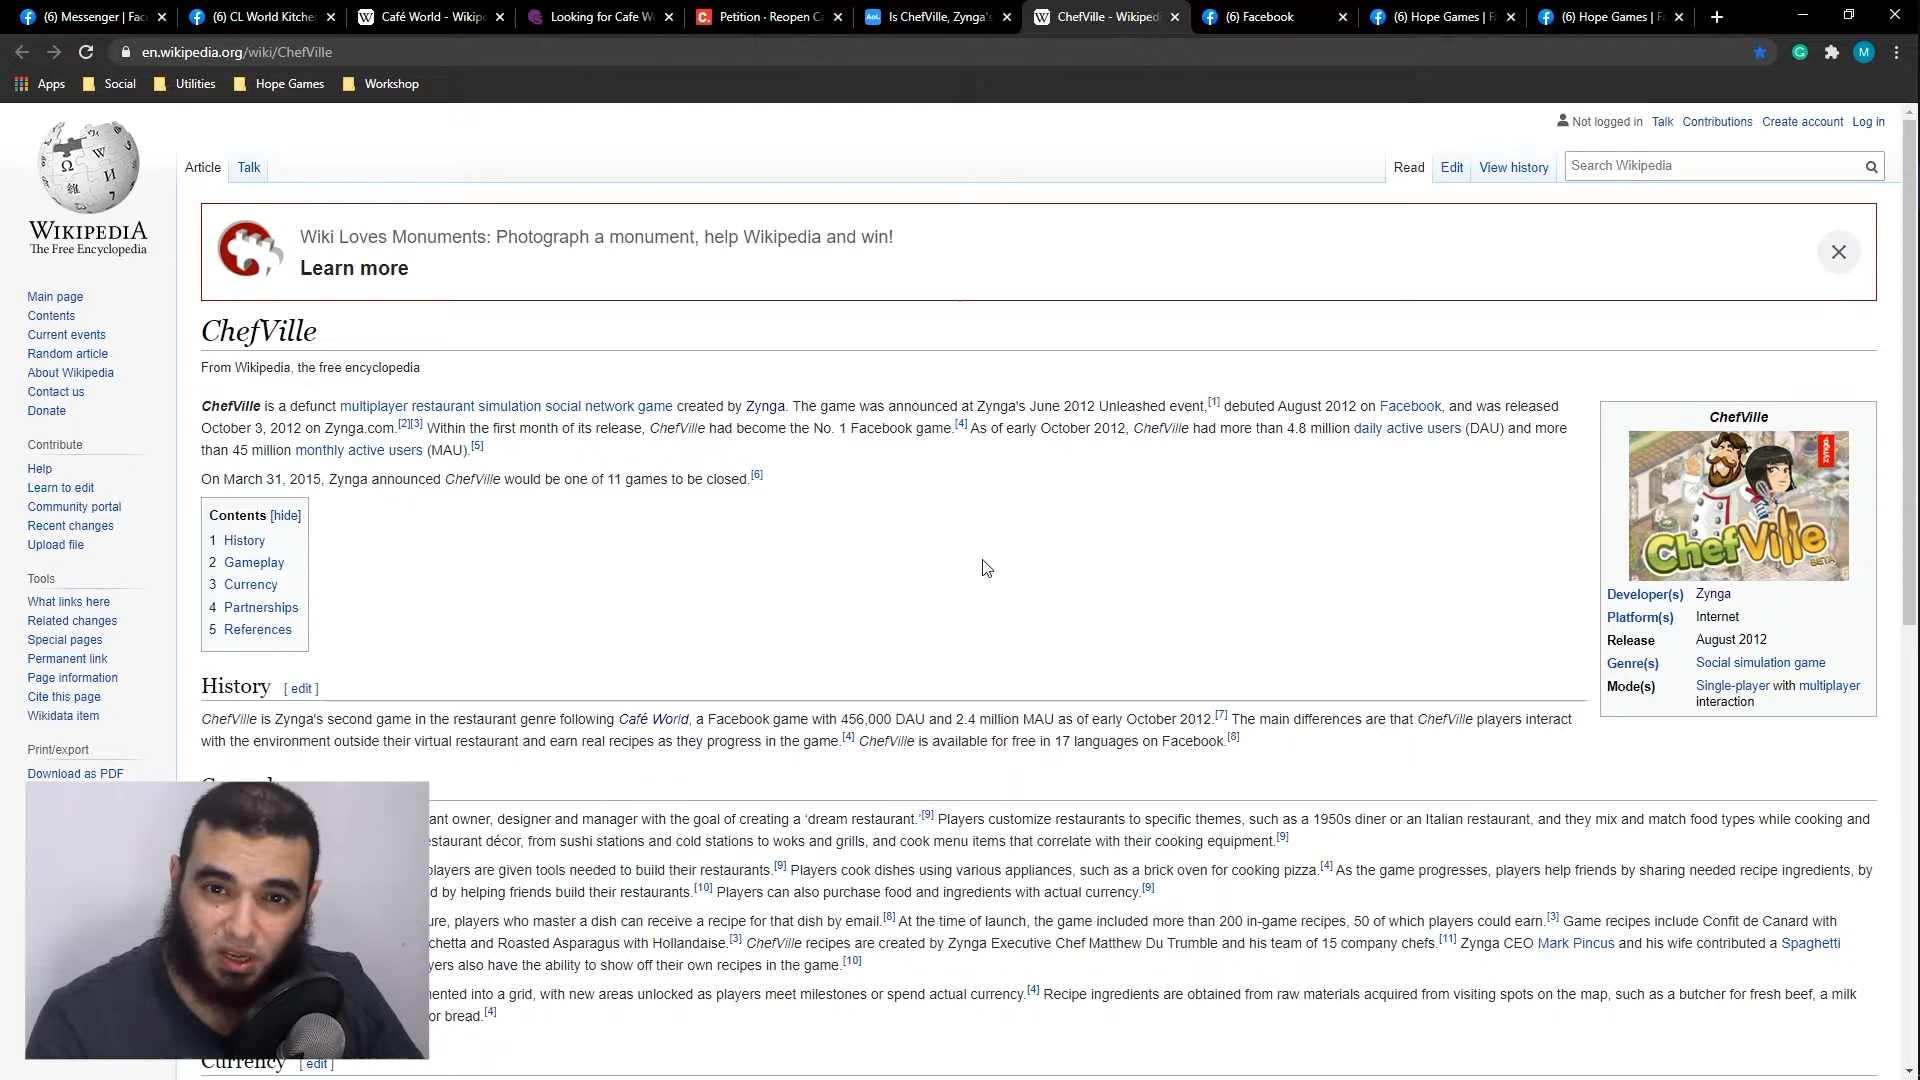 (6) Messenger | Fac
(6) CL World Kitchen
Café World - Wikipe
Looking for Cafe W
Petition · Reopen Ca
Is ChefVille, Zynga's
ChefVille - Wikipedi
(6) Facebook
(6) Hope Games | Fa
(6) Hope Games | Fa
en.wikipedia.org/wiki/ChefVille
M
Apps Social Utilities Hope Games Workshop
WIKIPEDIA
The Free Encyclopedia
Main page
Contents
Current events
Random article
About Wikipedia
Contact us
Donate
Contribute
Help
Learn to edit
Community portal
Recent changes
Upload file
Tools
What links here
Related changes
Special pages
Permanent link
Page information
Cite this page
Wikidata item
Print/export
Download as PDF
Not logged in Talk Contributions Create account Log in
Article Talk
Read Edit View history Search Wikipedia
Wiki Loves Monuments: Photograph a monument, help Wikipedia and win!
Learn more
ChefVille
From Wikipedia, the free encyclopedia
ChefVille is a defunct multiplayer restaurant simulation social network game created by Zynga. The game was announced at Zynga's June 2012 Unleashed event,[1] debuted August 2012 on Facebook, and was released
October 3, 2012 on Zynga.com.[2][3] Within the first month of its release, ChefVille had become the No. 1 Facebook game.[4] As of early October 2012, ChefVille had more than 4.8 million daily active users (DAU) and more
than 45 million monthly active users (MAU).[5]
On March 31, 2015, Zynga announced ChefVille would be one of 11 games to be closed.[6]
Contents [hide]
1 History
2 Gameplay
3 Currency
4 Partnerships
5 References
ChefVille
zynga
ChefVille
BETA
Developer(s) Zynga
Platform(s) Internet
Release August 2012
Genre(s) Social simulation game
Mode(s) Single-player with multiplayer
interaction
History [ edit ]
ChefVille is Zynga's second game in the restaurant genre following Café World, a Facebook game with 456,000 DAU and 2.4 million MAU as of early October 2012.[7] The main differences are that ChefVille players interact
with the environment outside their virtual restaurant and earn real recipes as they progress in the game.[4] ChefVille is available for free in 17 languages on Facebook.[8]
ant owner, designer and manager with the goal of creating a ‘dream restaurant.’[9] Players customize restaurants to specific themes, such as a 1950s diner or an Italian restaurant, and they mix and match food types while cooking and
staurant décor, from sushi stations and cold stations to woks and grills, and cook menu items that correlate with their cooking equipment.[9]
layers are given tools needed to build their restaurants.[9] Players cook dishes using various appliances, such as a brick oven for cooking pizza.[4] As the game progresses, players help friends by sharing needed recipe ingredients, by
d by helping friends build their restaurants.[10] Players can also purchase food and ingredients with actual currency.[9]
ure, players who master a dish can receive a recipe for that dish by email.[8] At the time of launch, the game included more than 200 in-game recipes, 50 of which players could earn.[3] Game recipes include Confit de Canard with
chetta and Roasted Asparagus with Hollandaise.[3] ChefVille recipes are created by Zynga Executive Chef Matthew Du Trumble and his team of 15 company chefs.[11] Zynga CEO Mark Pincus and his wife contributed a Spaghetti
yers also have the ability to show off their own recipes in the game.[10]
ented into a grid, with new areas unlocked as players meet milestones or spend actual currency.[4] Recipe ingredients are obtained from raw materials acquired from visiting spots on the map, such as a butcher for fresh beef, a milk
or bread.[4]
Currency [ edit ]